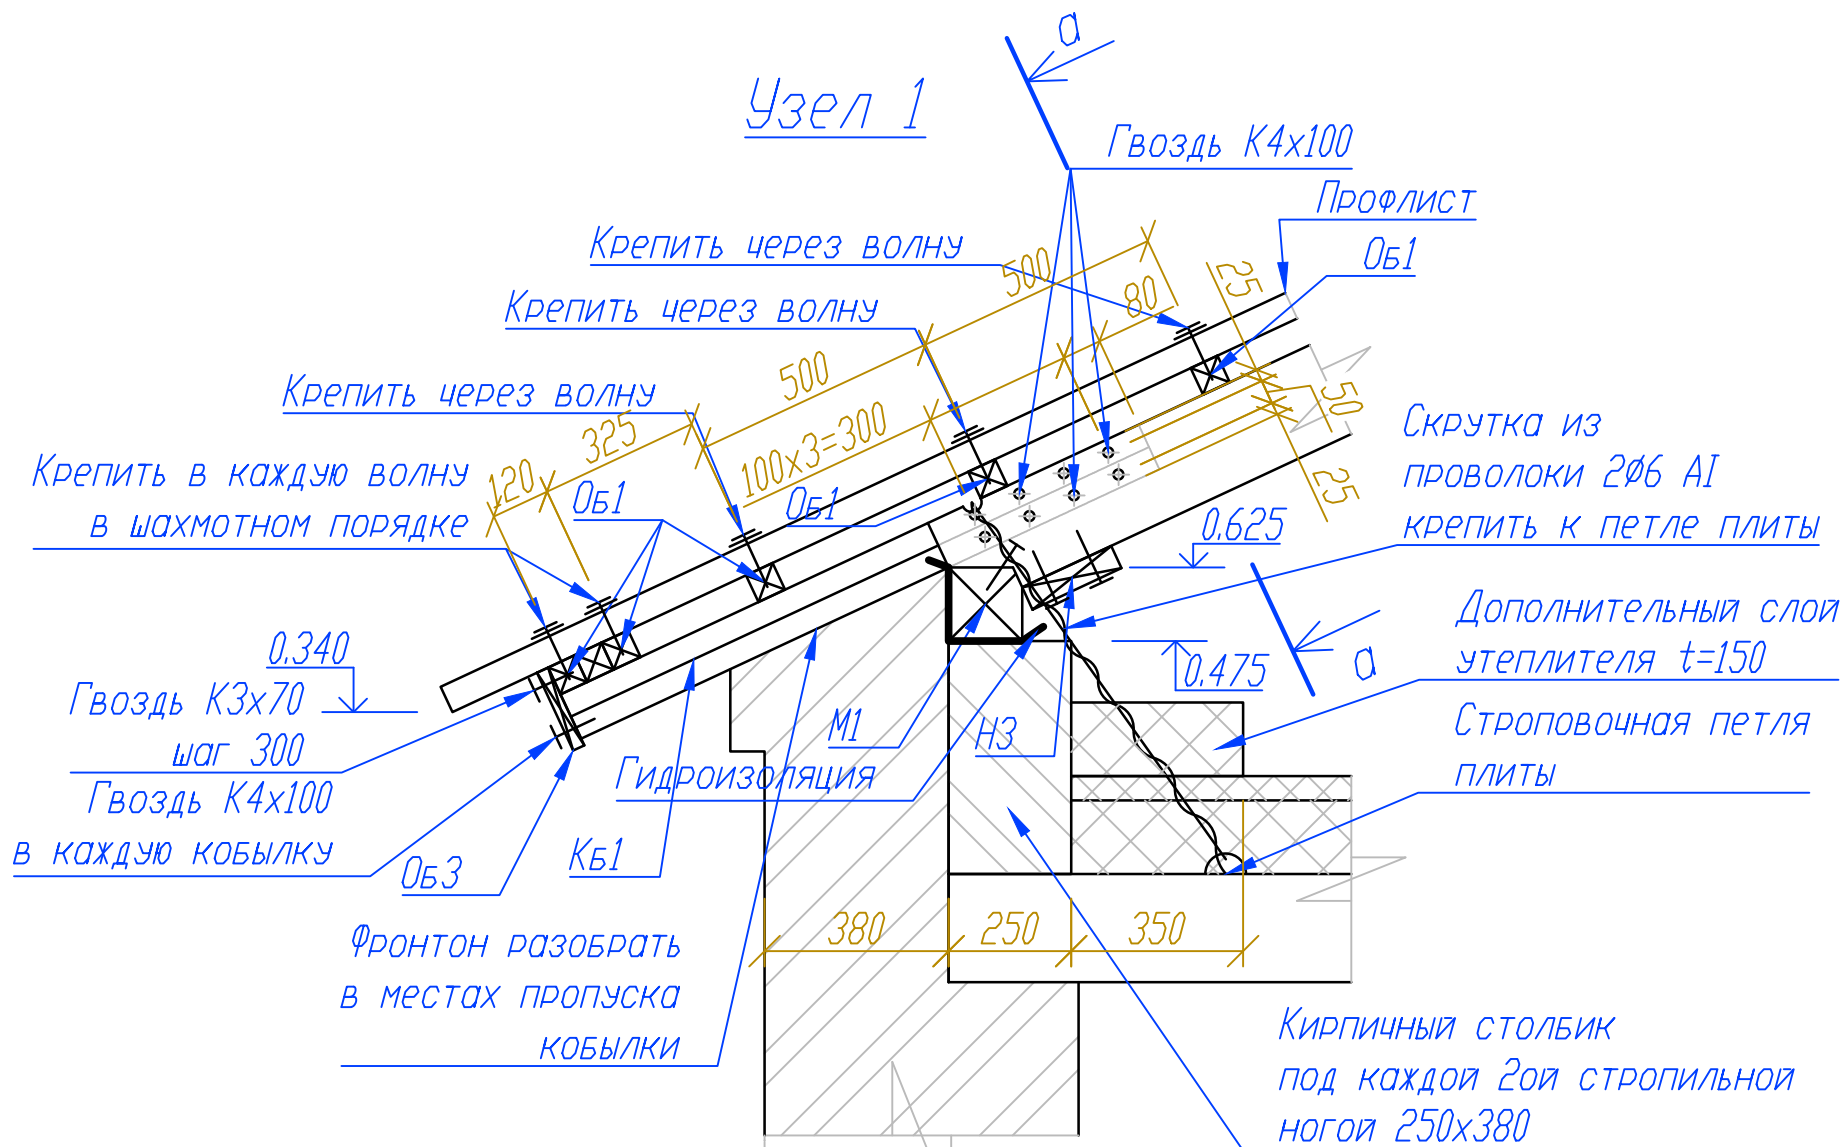 а
Узел 1
Гвоздь К4х100
Профлист
Крепить через волну
Об1
500
25
80
Крепить через волну
500
50
Крепить через волну
325
100х3=300
Скрутка из
проволоки 2ø6 АI
крепить к петле плиты
120
25
Крепить в каждую волну
в шахмотном порядке
Об1
Об1
0.625
Дополнительный слой
утеплителя t=150
0.340
0.475
а
Гвоздь К3х70
шаг 300
М1
Н3
Строповочная петля
плиты
Гидроизоляция
Гвоздь К4х100
в каждую кобылку
Об3
Кб1
380
250
350
Фронтон разобрать
в местах пропуска
кобылки
Кирпичный столбик
под каждой 2ой стропильной
ногой 250х380